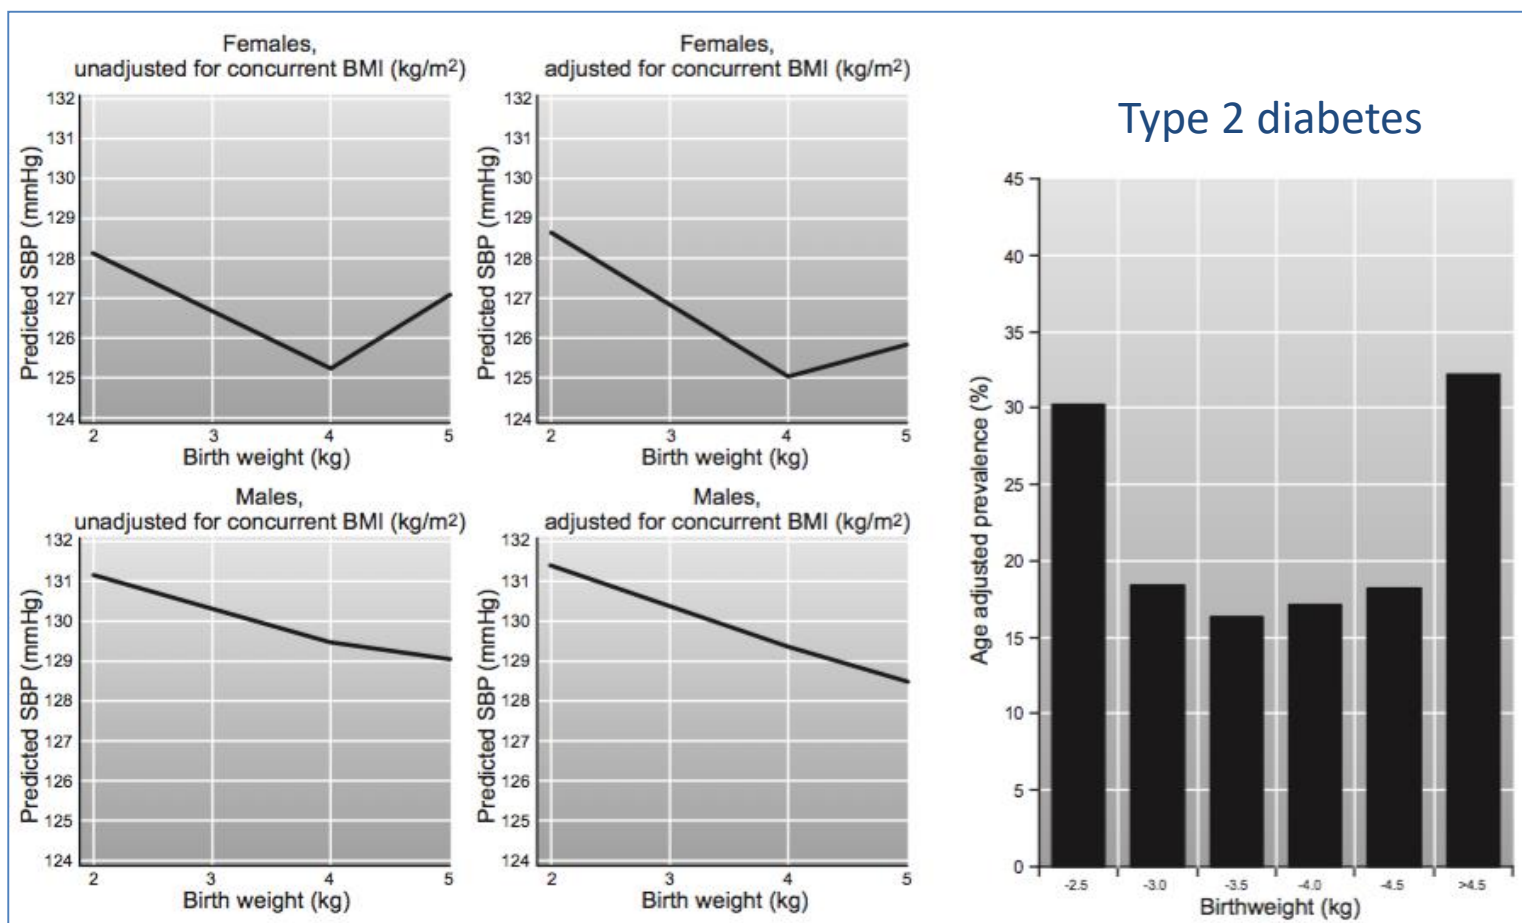 Females,
unadjusted for concurrent BMI (kg/m²)
132
131
130
129
128
127
126
125
124
Predicted SBP (mmHg)
2 3 4 5
Birth weight (kg)
Females,
adjusted for concurrent BMI (kg/m²)
132
131
130
129
128
127
126
125
124
Predicted SBP (mmHg)
2 3 4 5
Birth weight (kg)
Males,
unadjusted for concurrent BMI (kg/m²)
132
131
130
129
128
127
126
125
124
Predicted SBP (mmHg)
2 3 4 5
Birth weight (kg)
Males,
adjusted for concurrent BMI (kg/m²)
132
131
130
129
128
127
126
125
124
Predicted SBP (mmHg)
2 3 4 5
Birth weight (kg)
Type 2 diabetes
45
40
35
30
25
20
15
10
5
0
Age adjusted prevalence (%)
-2.5 -3.0 -3.5 -4.0 -4.5 >4.5
Birthweight (kg)